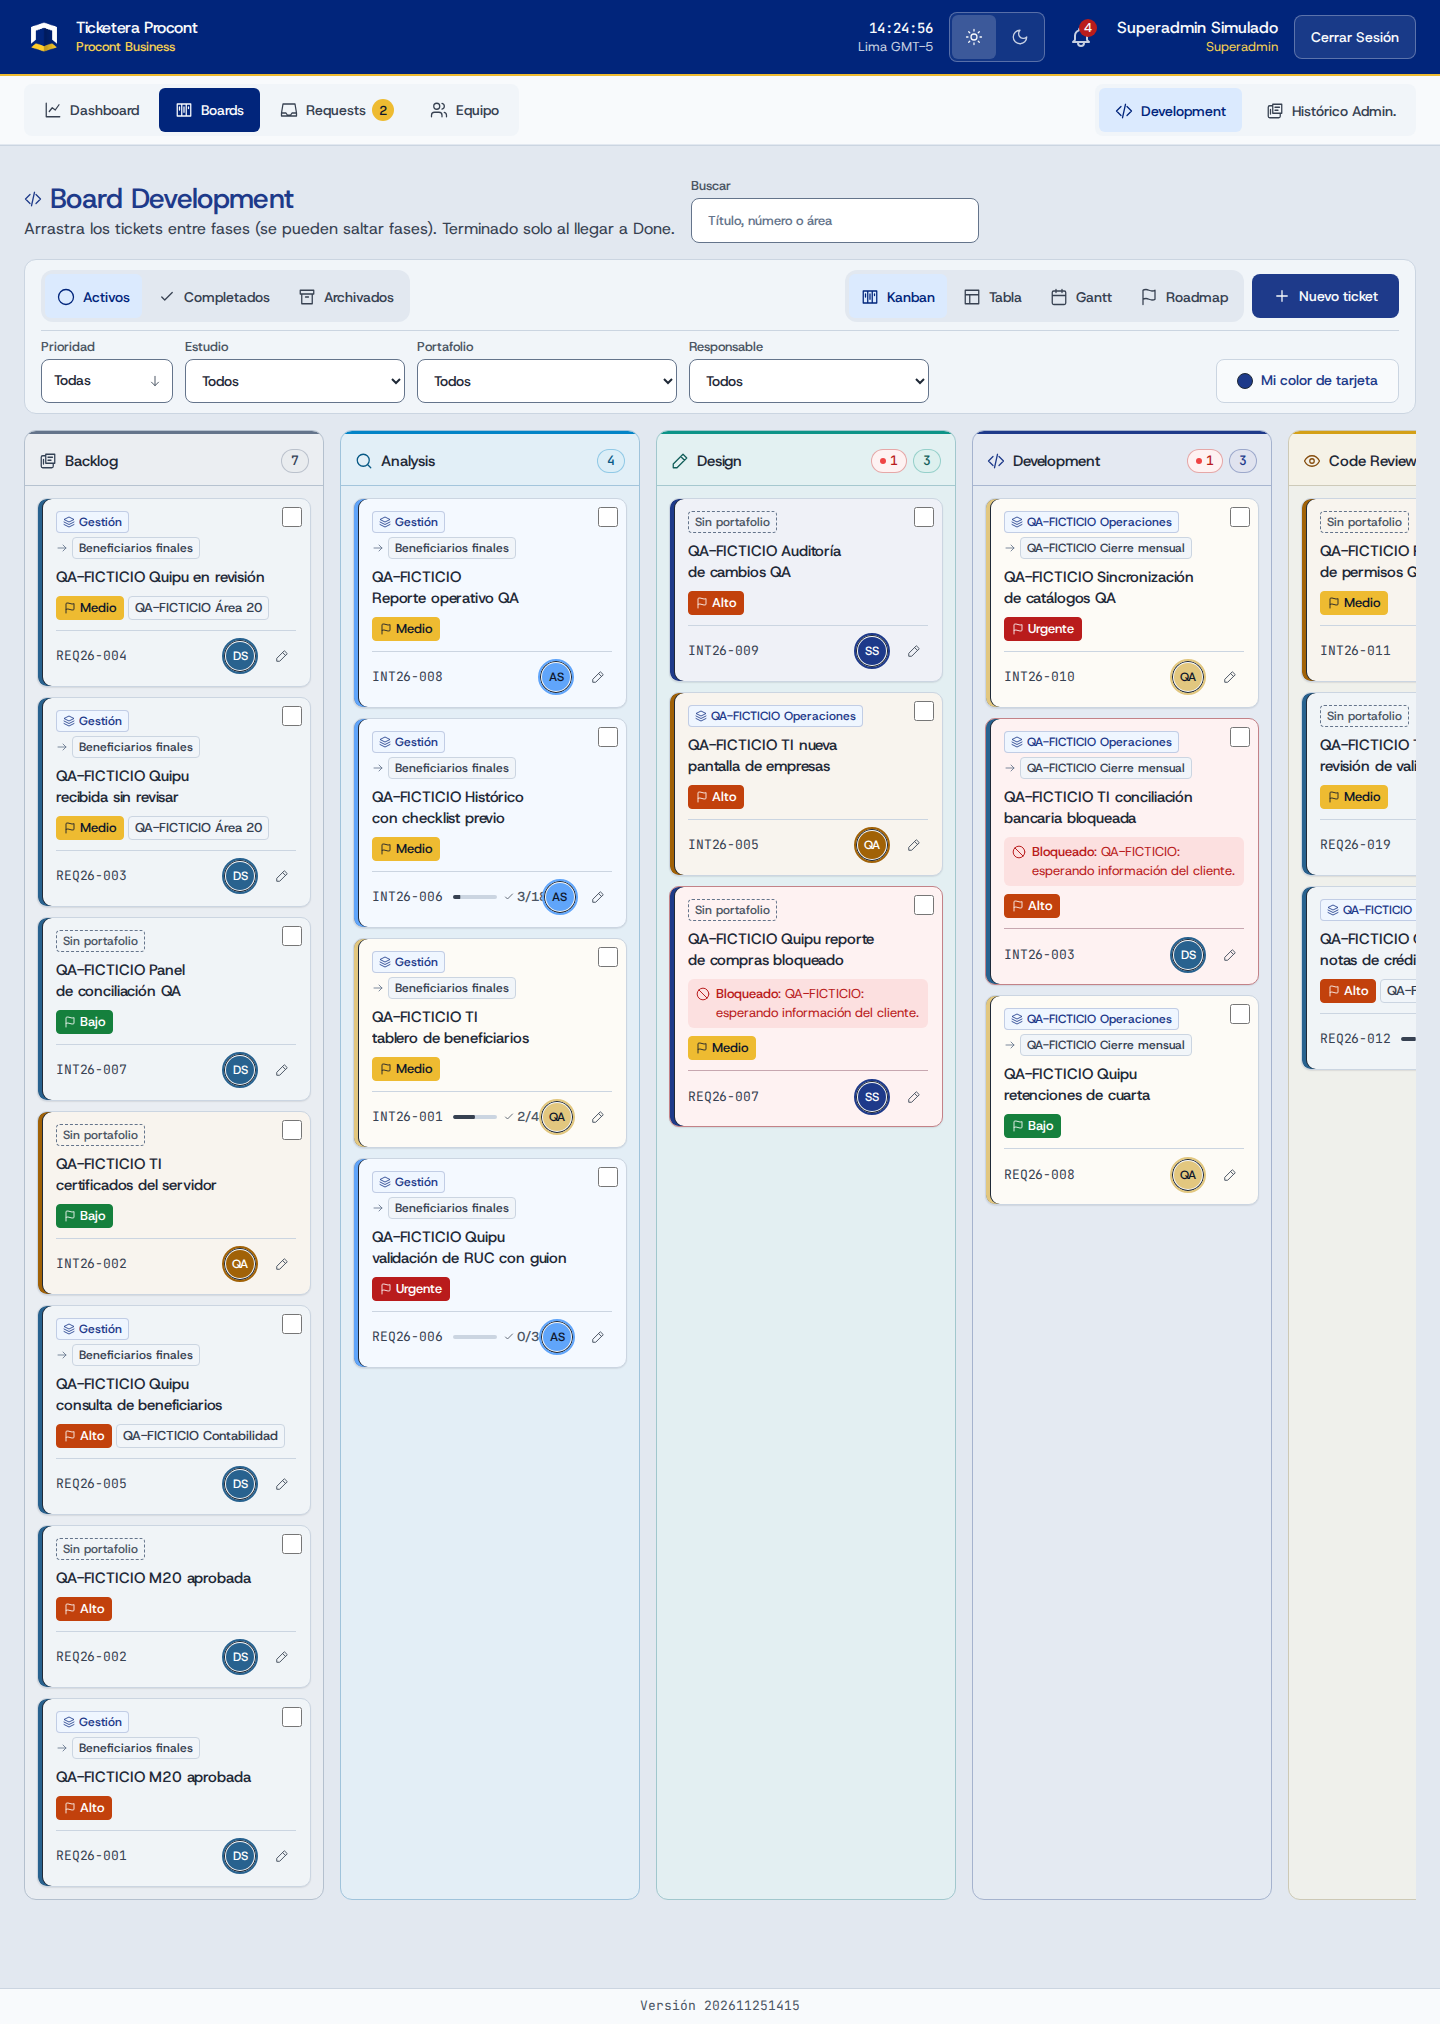 Ticketera Procont
Procont Business
14:24:56
Lima GMT-5
4
Superadmin Simulado
Superadmin
Cerrar Sesión
Dashboard
Boards
Requests 2
Equipo
Development
Histórico Admin.
Board Development
Arrastra los tickets entre fases (se pueden saltar fases). Terminado solo al llegar a Done.
Buscar
Título, número o área
Activos
Completados
Archivados
Kanban
Tabla
Gantt
Roadmap
Nuevo ticket
Prioridad
Todas
Estudio
Todos
Portafolio
Todos
Responsable
Todos
Mi color de tarjeta
Backlog 7
Gestión
Beneficiarios finales
QA-FICTICIO Quipu en revisión
Medio QA-FICTICIO Área 20
REQ26-004 DS
Gestión
Beneficiarios finales
QA-FICTICIO Quipu
recibida sin revisar
Medio QA-FICTICIO Área 20
REQ26-003 DS
Sin portafolio
QA-FICTICIO Panel
de conciliación QA
Bajo
INT26-007 DS
Sin portafolio
QA-FICTICIO TI
certificados del servidor
Bajo
INT26-002 QA
Gestión
Beneficiarios finales
QA-FICTICIO Quipu
consulta de beneficiarios
Alto QA-FICTICIO Contabilidad
REQ26-005 DS
Sin portafolio
QA-FICTICIO M20 aprobada
Alto
REQ26-002 DS
Gestión
Beneficiarios finales
QA-FICTICIO M20 aprobada
Alto
REQ26-001 DS
Analysis 4
Gestión
Beneficiarios finales
QA-FICTICIO
Reporte operativo QA
Medio
INT26-008 AS
Gestión
Beneficiarios finales
QA-FICTICIO Histórico
con checklist previo
Medio
INT26-006 3/18 AS
Gestión
Beneficiarios finales
QA-FICTICIO TI
tablero de beneficiarios
Medio
INT26-001 2/4 QA
Gestión
Beneficiarios finales
QA-FICTICIO Quipu
validación de RUC con guion
Urgente
REQ26-006 0/3 AS
Design 1 3
Sin portafolio
QA-FICTICIO Auditoría
de cambios QA
Alto
INT26-009 SS
QA-FICTICIO Operaciones
QA-FICTICIO TI nueva
pantalla de empresas
Alto
INT26-005 QA
Sin portafolio
QA-FICTICIO Quipu reporte
de compras bloqueado
Bloqueado: QA-FICTICIO:
esperando información del cliente.
Medio
REQ26-007 SS
Development 1 3
QA-FICTICIO Operaciones
QA-FICTICIO Cierre mensual
QA-FICTICIO Sincronización
de catálogos QA
Urgente
INT26-010 QA
QA-FICTICIO Operaciones
QA-FICTICIO Cierre mensual
QA-FICTICIO TI conciliación
bancaria bloqueada
Bloqueado: QA-FICTICIO:
esperando información del cliente.
Alto
INT26-003 DS
QA-FICTICIO Operaciones
QA-FICTICIO Cierre mensual
QA-FICTICIO Quipu
retenciones de cuarta
Bajo
REQ26-008 QA
Code Review
Sin portafolio
QA-FICTICIO
de permisos
Medio
INT26-011
Sin portafolio
QA-FICTICIO
revisión de
Medio
REQ26-019
QA-FICTICIO
QA-FICTICIO
notas de
Alto
REQ26-012
Versión 202611251415